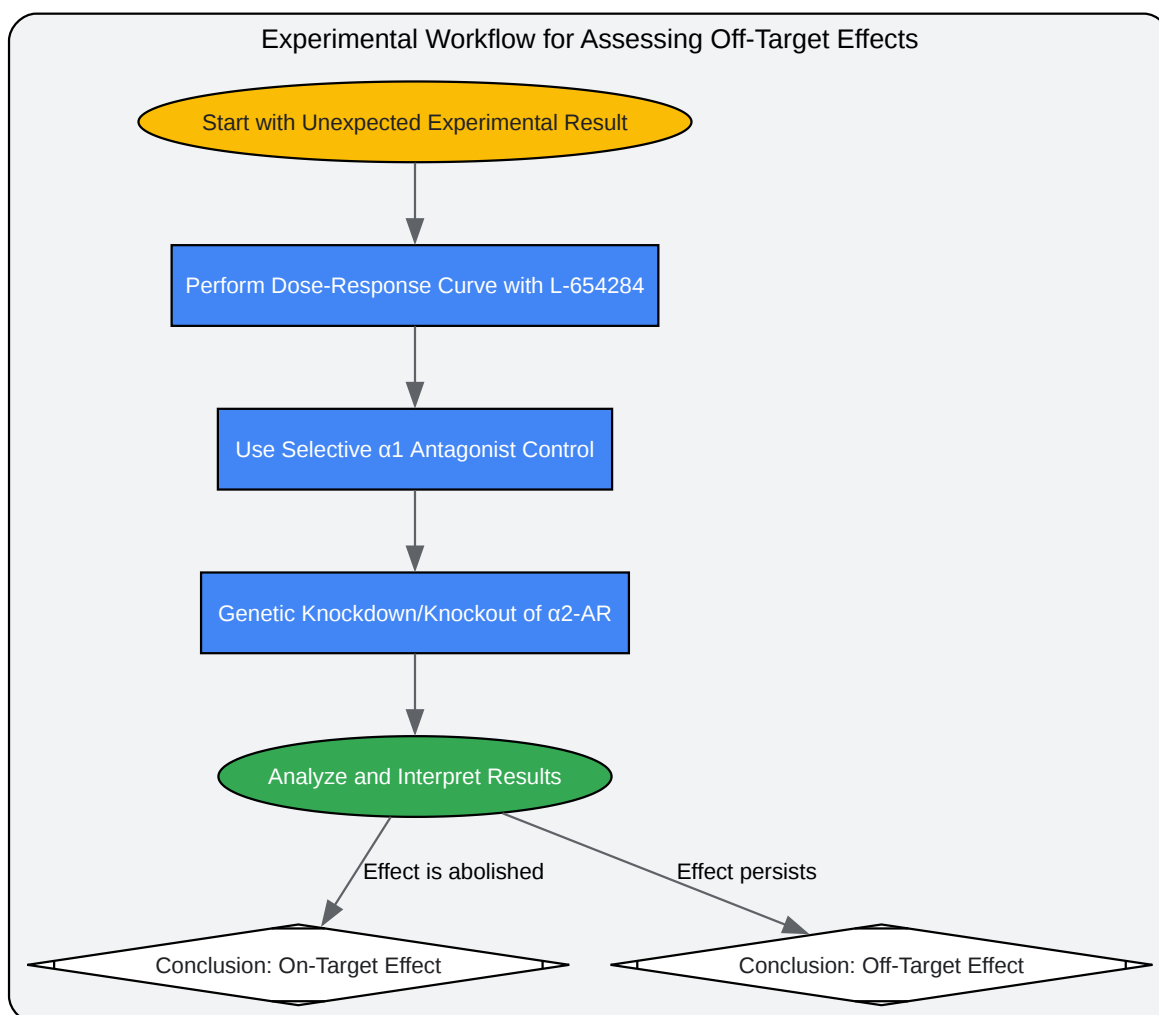 Experimental Workflow for Assessing Off-Target Effects
Start with Unexpected Experimental Result
Perform Dose-Response Curve with L-654284
Use Selective α1 Antagonist Control
Genetic Knockdown/Knockout of α2-AR
Analyze and Interpret Results
Effect is abolished
Effect persists
Conclusion: On-Target Effect
Conclusion: Off-Target Effect